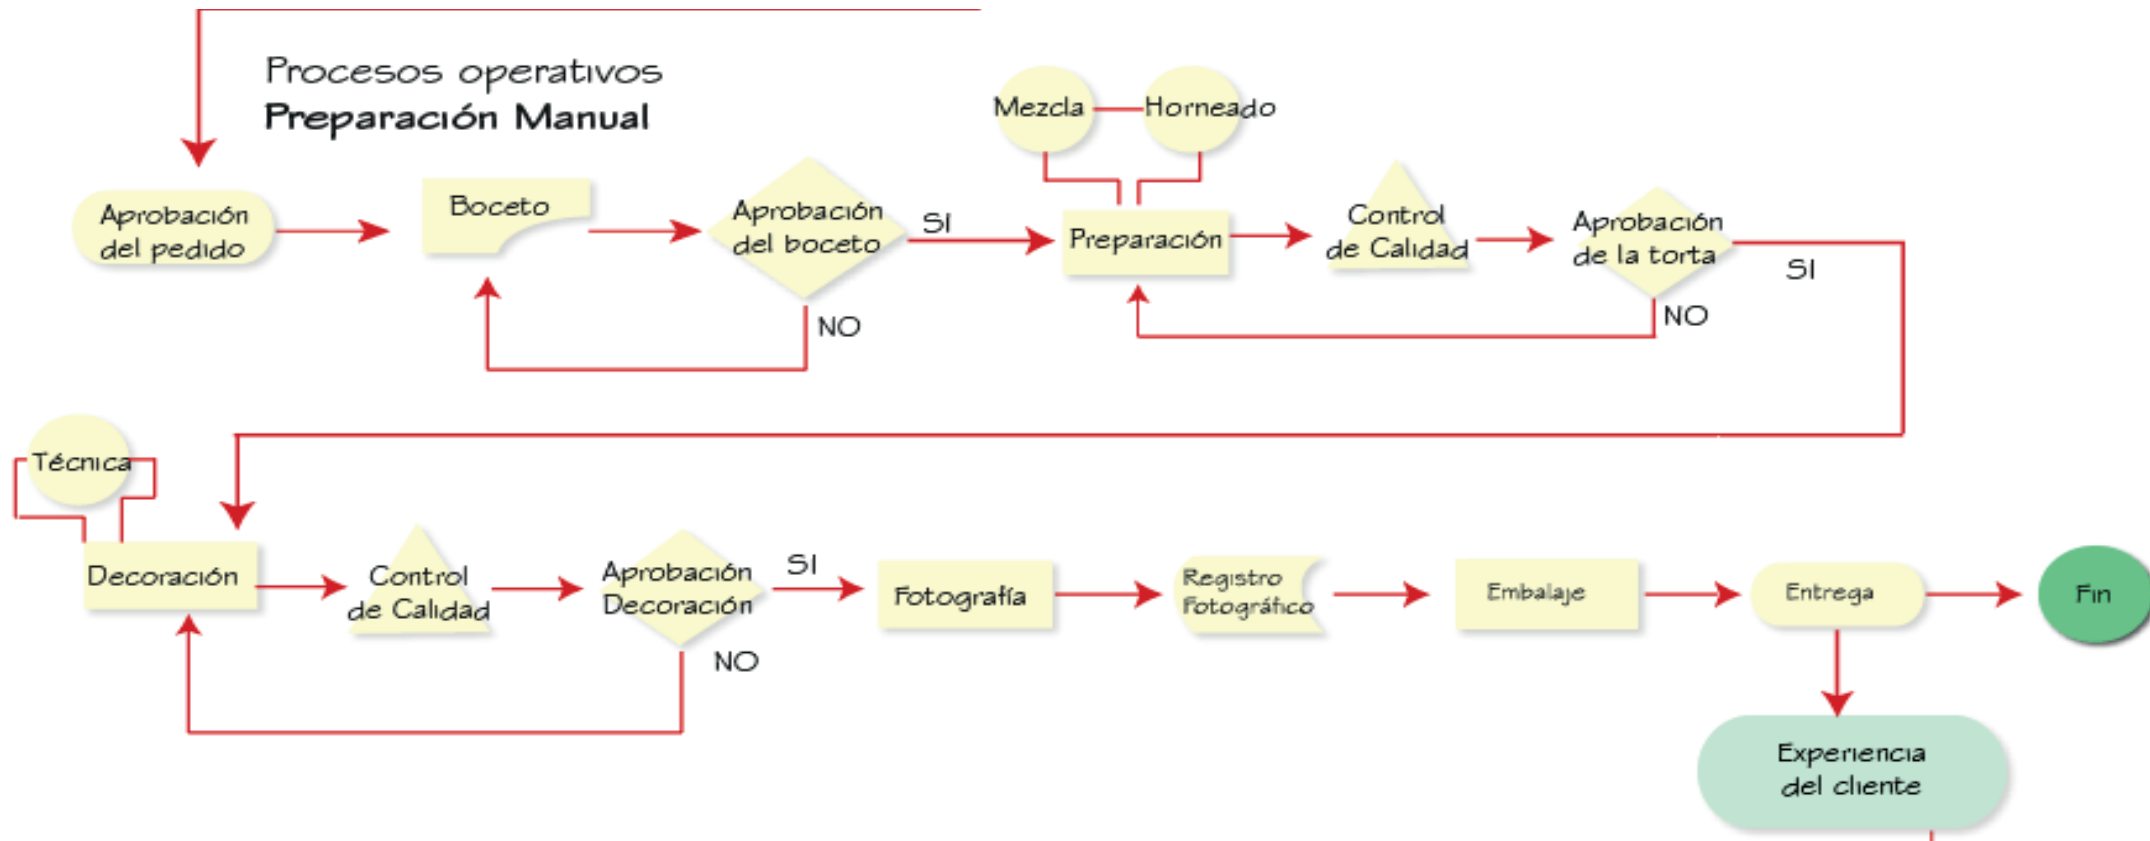 Procesos operativos
Preparación Manual
Mezcla
Horneado
Aprobación
del pedido
Boceto
Aprobación
del boceto
SI
NO
Preparación
Control
de Calidad
Aprobación
de la torta
SI
NO
Técnica
Decoración
Control
de Calidad
Aprobación
Decoración
SI
NO
Fotografía
Registro
Fotográfico
Embalaje
Entrega
Fin
Experiencia
del cliente